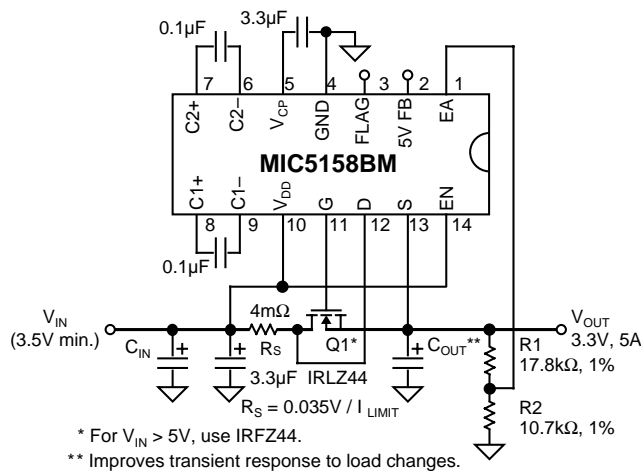 0.1µF
3.3µF
7 6 5 4 3 2 1
C2+ C2– VCP GND FLAG 5V FB EA
MIC5158BM
C1+ C1– VDD G D S EN
8 9 10 11 12 13 14
0.1µF
VIN
(3.5V min.)
4mΩ
VOUT
3.3V, 5A
CIN
RS
Q1*
COUT**
R1
17.8kΩ, 1%
3.3µF
IRLZ44
RS = 0.035V / I LIMIT
R2
10.7kΩ, 1%
* For VIN > 5V, use IRFZ44.
** Improves transient response to load changes.